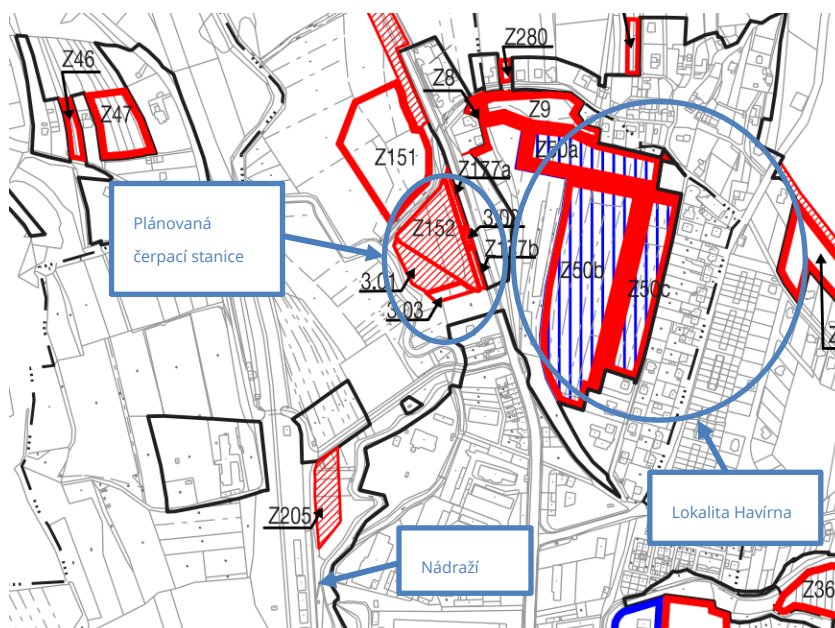 Z46
Z280
Z8
Z47
Z9
Z151
Z50a
Z177a
Plánovaná
čerpací stanice
Z152
3.02
Z177b
3.01
3.03
Z50b
Z50c
Z205
Lokalita Havírna
Nádraží
Z36